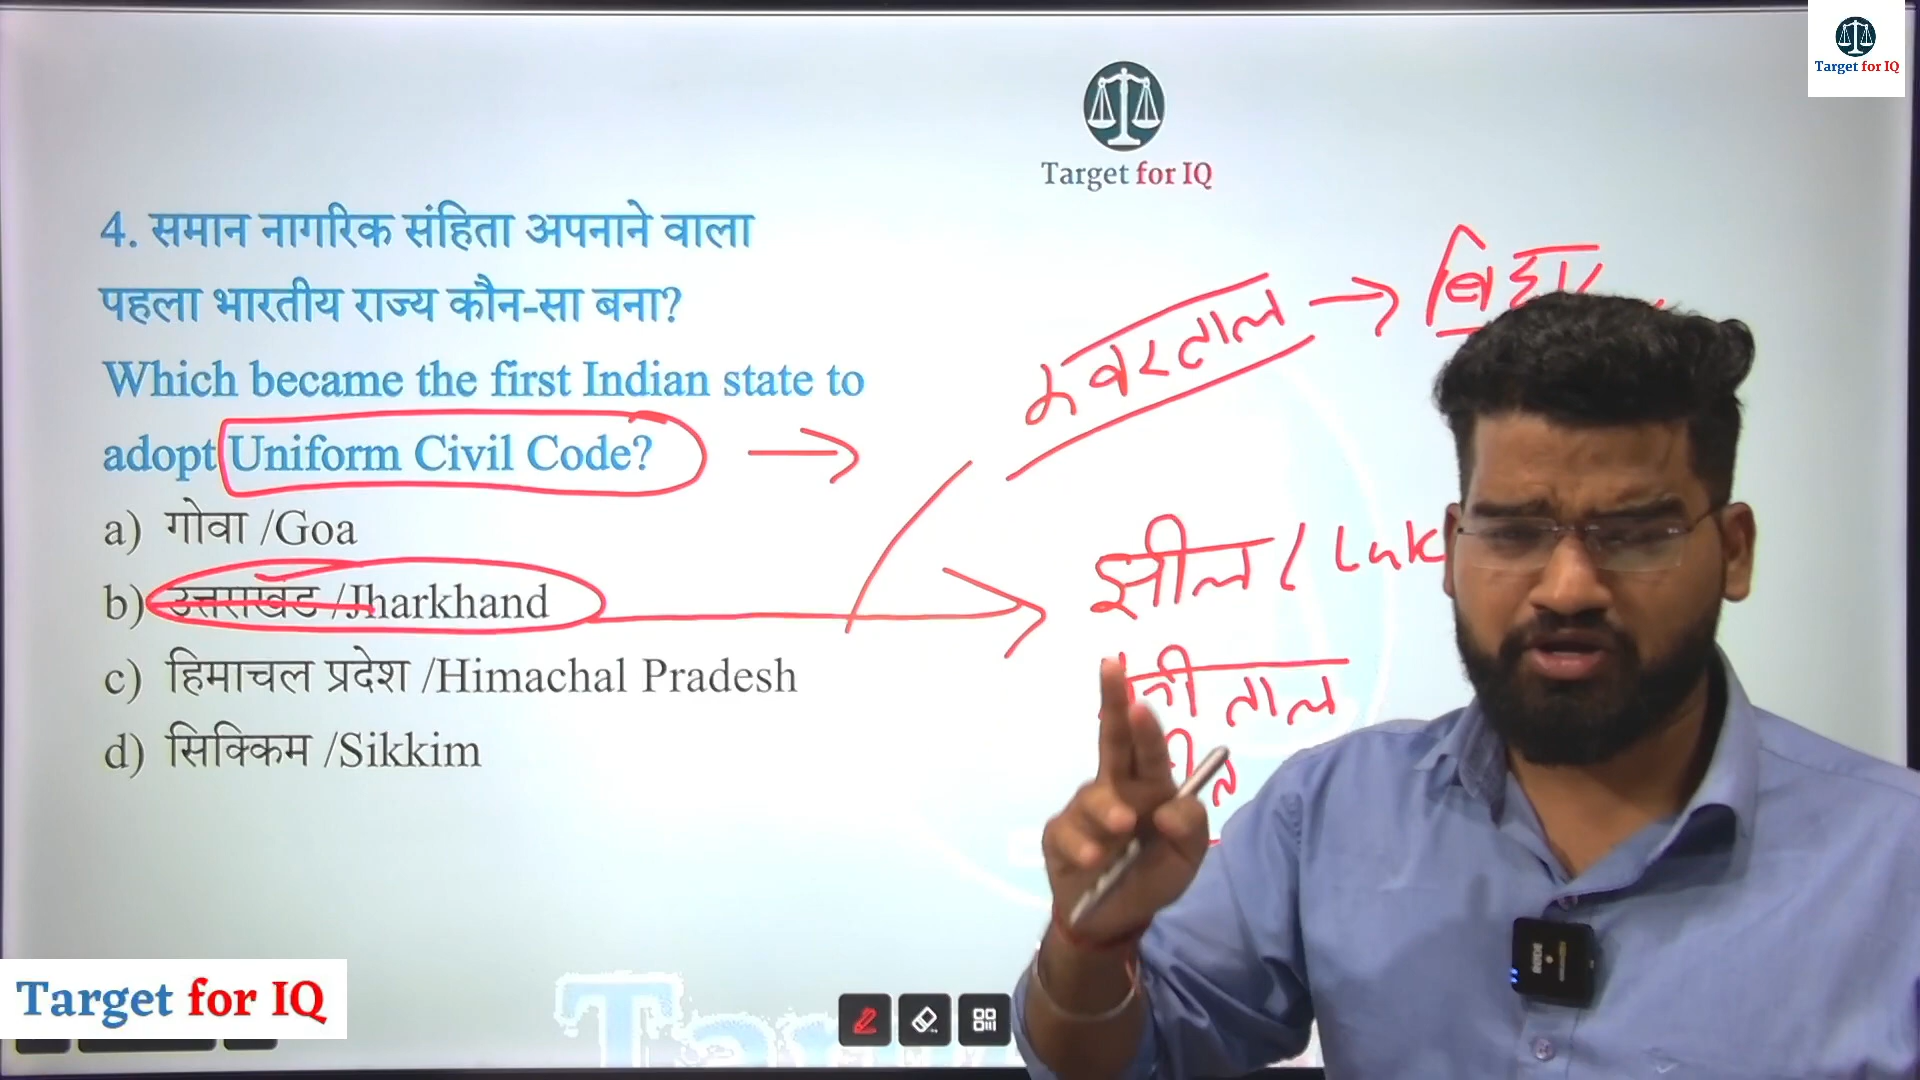 Target for IQ
Target for IQ
4. समान नागरिक संहिता अपनाने वाला
पहला भारतीय राज्य कौन-सा बना?
Which became the first Indian state to
adopt Uniform Civil Code?
a) गोवा /Goa
b) उत्तराखंड /Jharkhand
c) हिमाचल प्रदेश /Himachal Pradesh
d) सिक्किम /Sikkim
→ बिहार
झील / Lak
ताल
Target for IQ